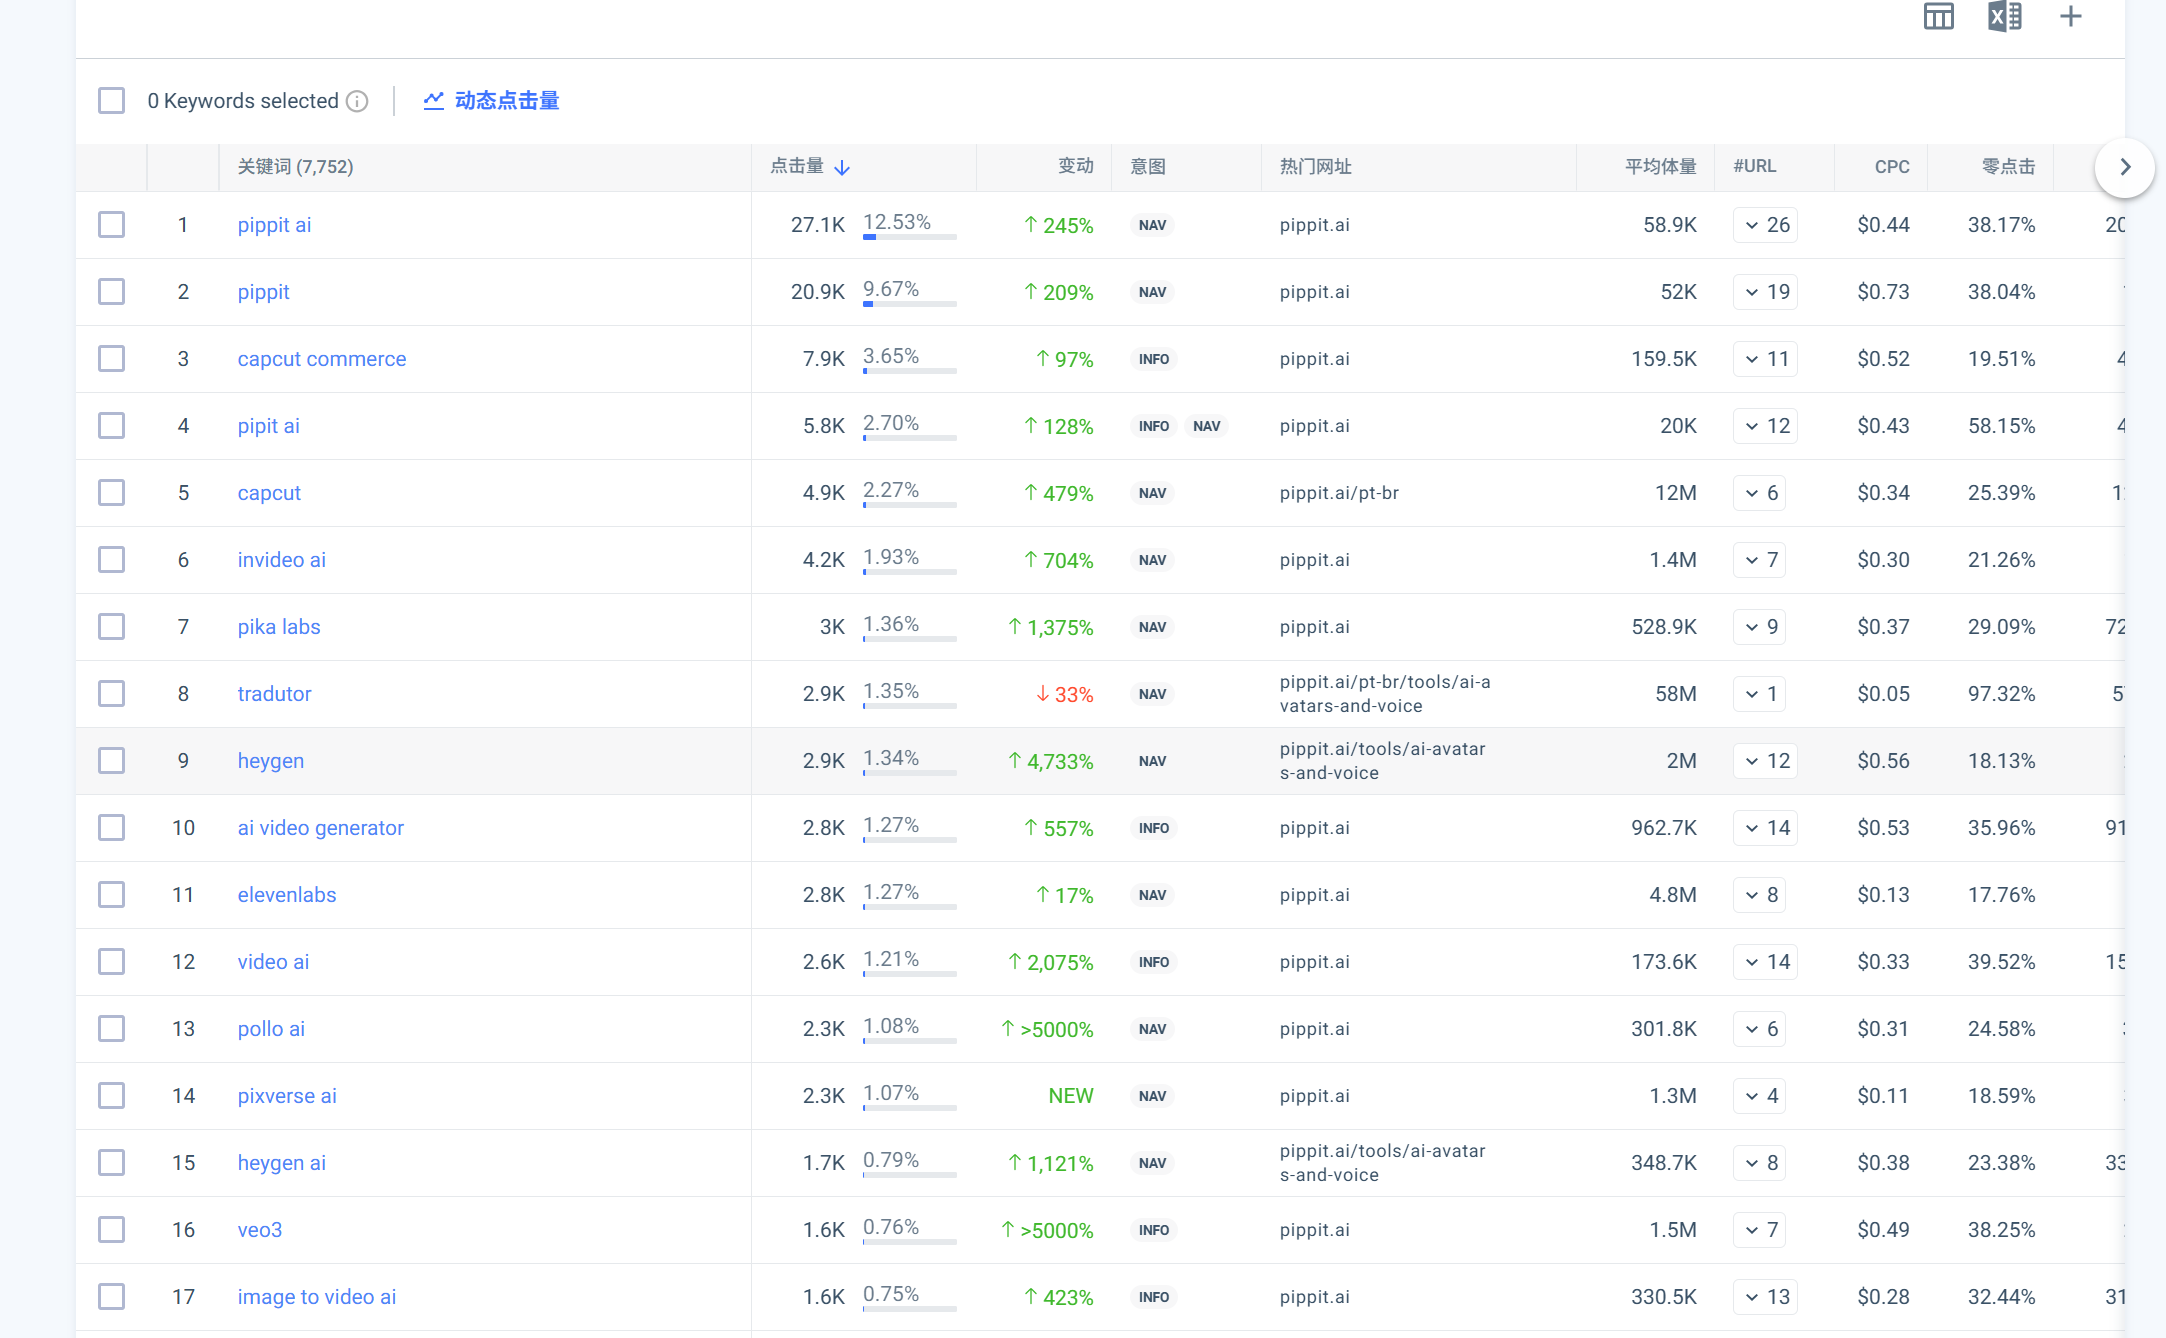 0 Keywords selected 动态点击量
关键词 (7,752) 点击量 变动 意图 热门网址 平均体量 #URL CPC 零点击
1 pippit ai 27.1K 12.53% ↑ 245% NAV pippit.ai 58.9K 26 $0.44 38.17% 20
2 pippit 20.9K 9.67% ↑ 209% NAV pippit.ai 52K 19 $0.73 38.04%
3 capcut commerce 7.9K 3.65% ↑ 97% INFO pippit.ai 159.5K 11 $0.52 19.51% 4
4 pipit ai 5.8K 2.70% ↑ 128% INFO NAV pippit.ai 20K 12 $0.43 58.15% 4
5 capcut 4.9K 2.27% ↑ 479% NAV pippit.ai/pt-br 12M 6 $0.34 25.39% 1
6 invideo ai 4.2K 1.93% ↑ 704% NAV pippit.ai 1.4M 7 $0.30 21.26%
7 pika labs 3K 1.36% ↑ 1,375% NAV pippit.ai 528.9K 9 $0.37 29.09% 72
8 tradutor 2.9K 1.35% ↓ 33% NAV pippit.ai/pt-br/tools/ai-a
vatars-and-voice 58M 1 $0.05 97.32% 5
9 heygen 2.9K 1.34% ↑ 4,733% NAV pippit.ai/tools/ai-avatar
s-and-voice 2M 12 $0.56 18.13%
10 ai video generator 2.8K 1.27% ↑ 557% INFO pippit.ai 962.7K 14 $0.53 35.96% 91
11 elevenlabs 2.8K 1.27% ↑ 17% NAV pippit.ai 4.8M 8 $0.13 17.76%
12 video ai 2.6K 1.21% ↑ 2,075% INFO pippit.ai 173.6K 14 $0.33 39.52% 15
13 pollo ai 2.3K 1.08% ↑ >5000% NAV pippit.ai 301.8K 6 $0.31 24.58%
14 pixverse ai 2.3K 1.07% NEW NAV pippit.ai 1.3M 4 $0.11 18.59%
15 heygen ai 1.7K 0.79% ↑ 1,121% NAV pippit.ai/tools/ai-avatar
s-and-voice 348.7K 8 $0.38 23.38% 33
16 veo3 1.6K 0.76% ↑ >5000% INFO pippit.ai 1.5M 7 $0.49 38.25%
17 image to video ai 1.6K 0.75% ↑ 423% INFO pippit.ai 330.5K 13 $0.28 32.44% 31